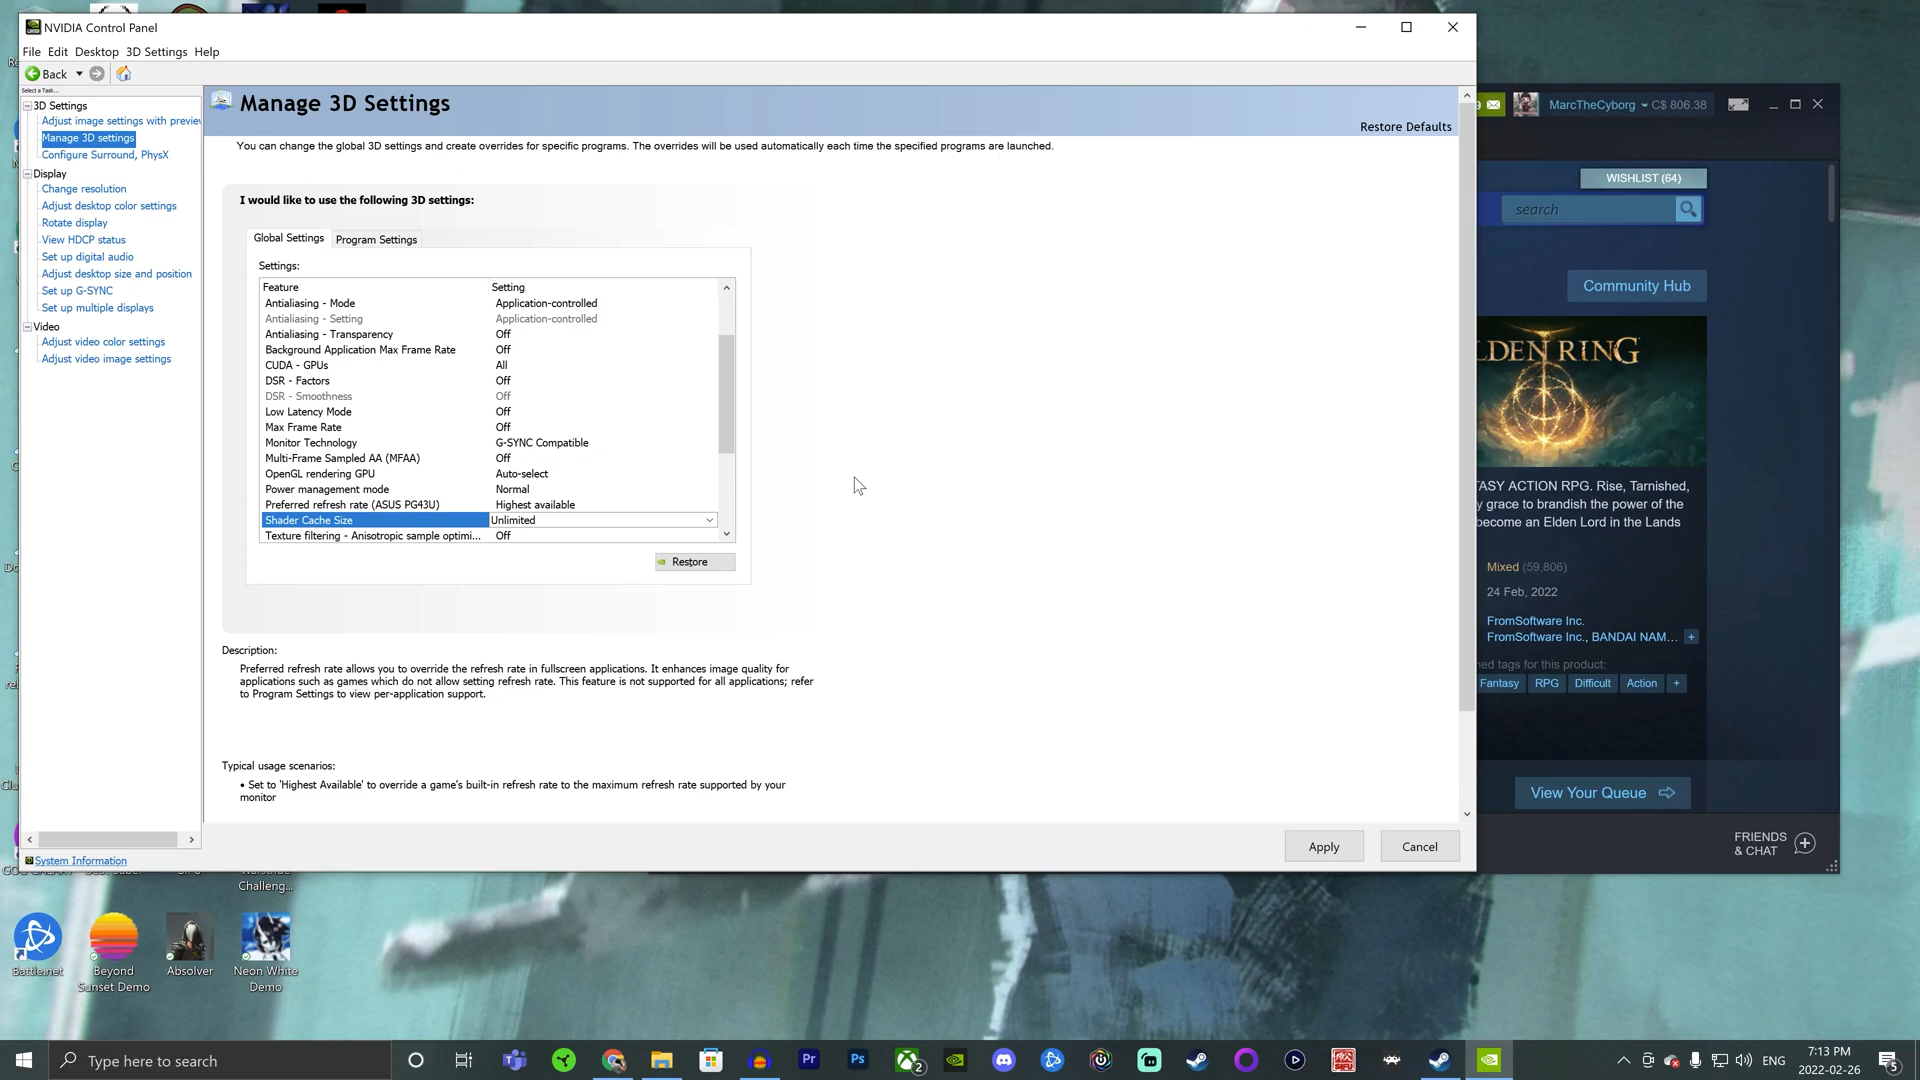 NVIDIA Control Panel
File Edit Desktop 3D Settings Help
Back
Select a Task...
3D Settings
Adjust image settings with preview
Manage 3D settings
Configure Surround, PhysX
Display
Change resolution
Adjust desktop color settings
Rotate display
View HDCP status
Set up digital audio
Adjust desktop size and position
Set up G-SYNC
Set up multiple displays
Video
Adjust video color settings
Adjust video image settings
System Information
Manage 3D Settings
Restore Defaults
You can change the global 3D settings and create overrides for specific programs. The overrides will be used automatically each time the specified programs are launched.
I would like to use the following 3D settings:
Global Settings Program Settings
Settings:
Feature Setting
Antialiasing - Mode Application-controlled
Antialiasing - Setting Application-controlled
Antialiasing - Transparency Off
Background Application Max Frame Rate Off
CUDA - GPUs All
DSR - Factors Off
DSR - Smoothness Off
Low Latency Mode Off
Max Frame Rate Off
Monitor Technology G-SYNC Compatible
Multi-Frame Sampled AA (MFAA) Off
OpenGL rendering GPU Auto-select
Power management mode Normal
Preferred refresh rate (ASUS PG43U) Highest available
Shader Cache Size Unlimited
Texture filtering - Anisotropic sample optimi... Off
Restore
Description:
Preferred refresh rate allows you to override the refresh rate in fullscreen applications. It enhances image quality for
applications such as games which do not allow setting refresh rate. This feature is not supported for all applications; refer
to Program Settings to view per-application support.
Typical usage scenarios:
• Set to 'Highest Available' to override a game's built-in refresh rate to the maximum refresh rate supported by your
monitor
Apply Cancel
MarcTheCyborg C$ 806.38
WISHLIST (64)
search
Community Hub
LDEN RING
ASY ACTION RPG. Rise, Tarnished,
y grace to brandish the power of the
become an Elden Lord in the Lands
Mixed (59,806)
24 Feb, 2022
FromSoftware Inc.
FromSoftware Inc., BANDAI NAM... +
ned tags for this product:
Fantasy RPG Difficult Action +
View Your Queue
FRIENDS
& CHAT
Challeng...
Battle.net
Beyond
Sunset Demo
Absolver
Neon White
Demo
Type here to search
Pr
Ps
2
ENG
7:13 PM
2022-02-26
5